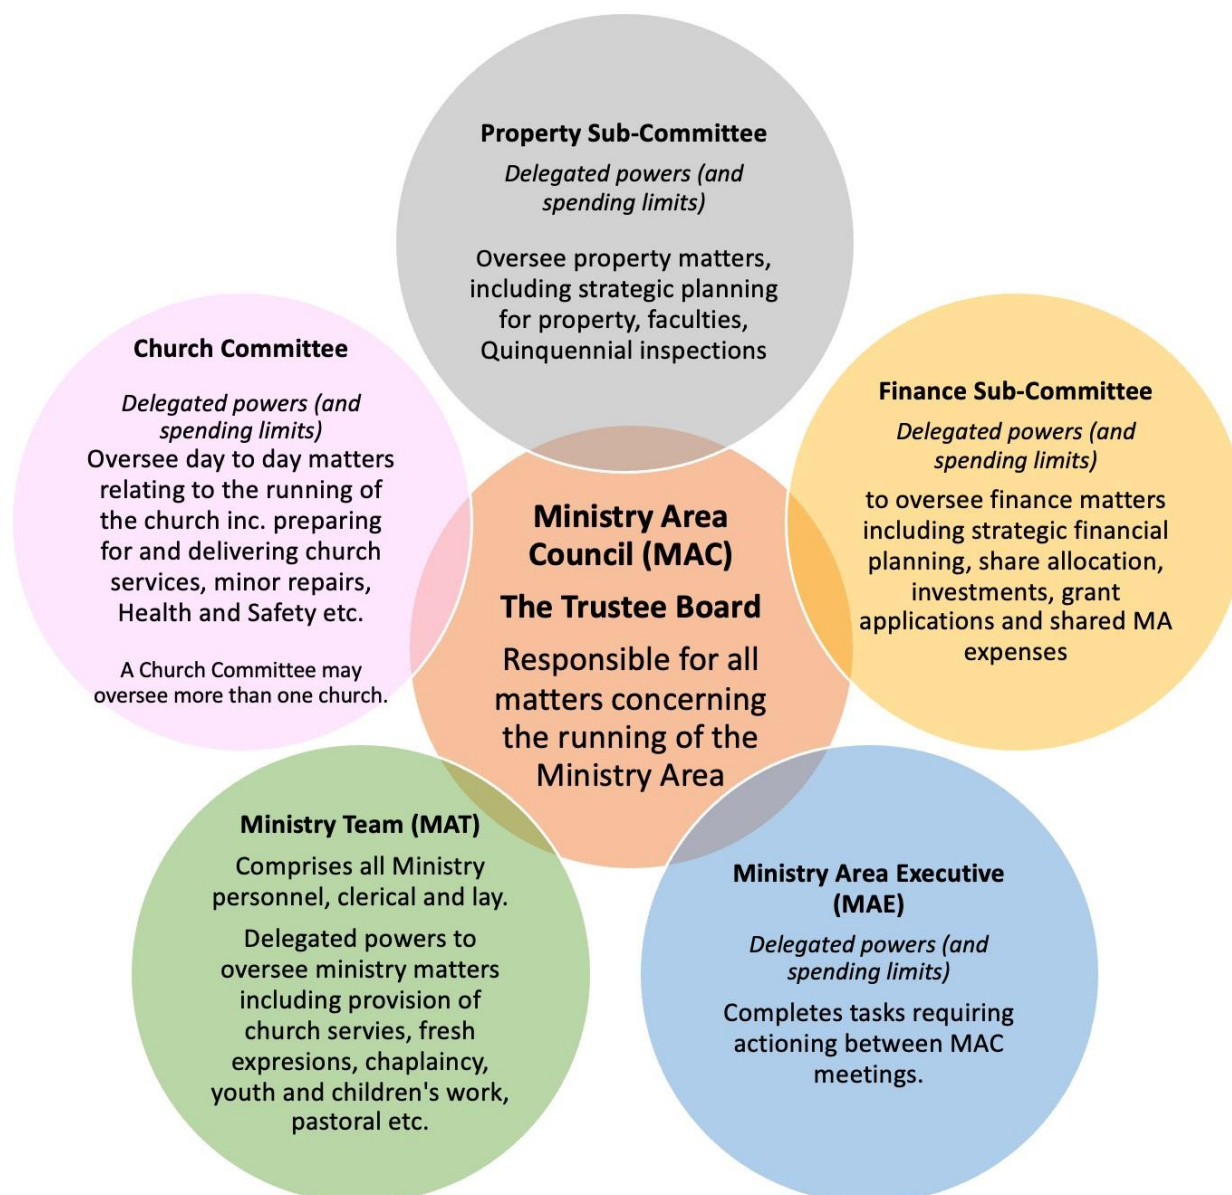 Property Sub-Committee
Delegated powers (and
spending limits)
Oversee property matters,
including strategic planning
for property, faculties,
Quinquennial inspections
Church Committee
Delegated powers (and
spending limits)
Oversee day to day matters
relating to the running of
the church inc. preparing
for and delivering church
services, minor repairs,
Health and Safety etc.
A Church Committee may
oversee more than one church.
Finance Sub-Committee
Delegated powers (and
spending limits)
to oversee finance matters
including strategic financial
planning, share allocation,
investments, grant
applications and shared MA
expenses
Ministry Area
Council (MAC)
The Trustee Board
Responsible for all
matters concerning
the running of the
Ministry Area
Ministry Team (MAT)
Comprises all Ministry
personnel, clerical and lay.
Delegated powers to
oversee ministry matters
including provision of
church servies, fresh
expresions, chaplaincy,
youth and children's work,
pastoral etc.
Ministry Area Executive
(MAE)
Delegated powers (and
spending limits)
Completes tasks requiring
actioning between MAC
meetings.